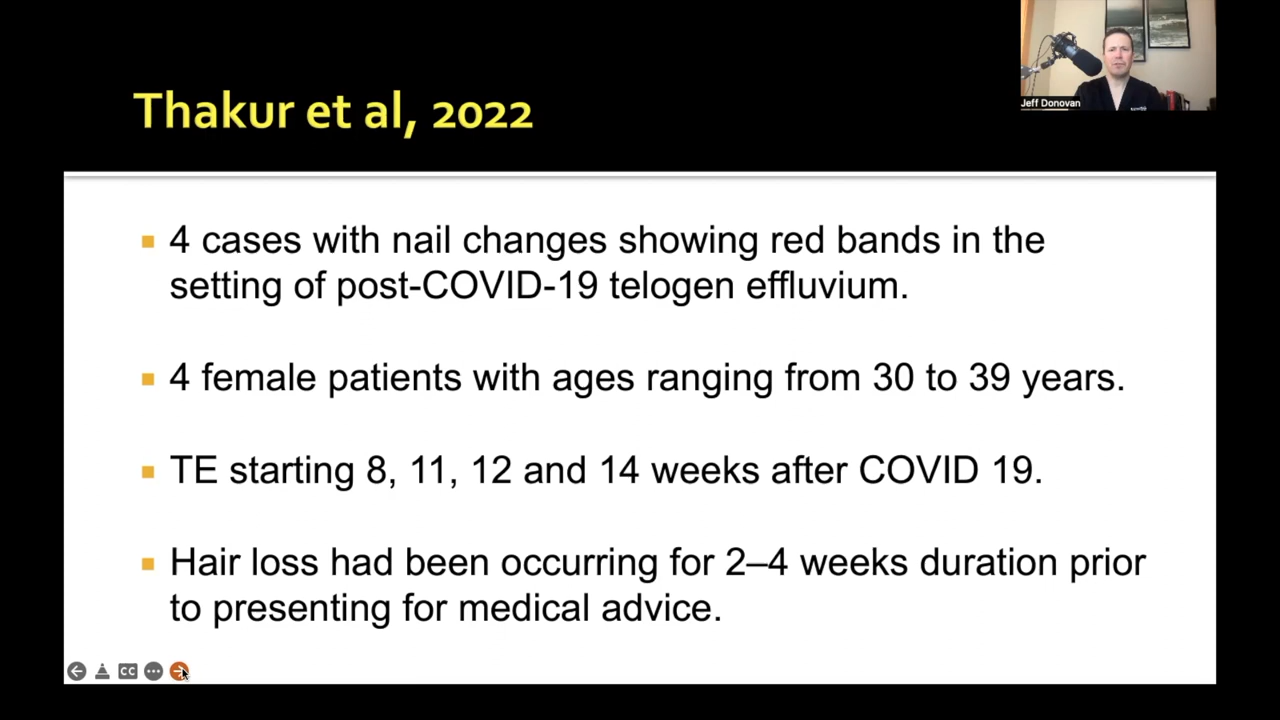 Jeff Donovan
Thakur et al, 2022
4 cases with nail changes showing red bands in the
setting of post-COVID-19 telogen effluvium.
4 female patients with ages ranging from 30 to 39 years.
TE starting 8, 11, 12 and 14 weeks after COVID 19.
Hair loss had been occurring for 2–4 weeks duration prior
to presenting for medical advice.
CC